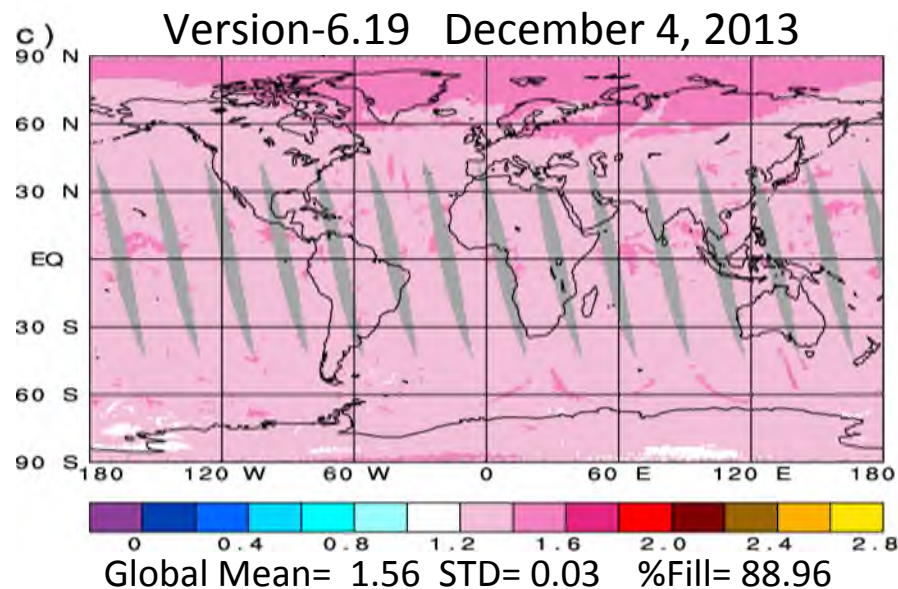 c) Version-6.19 December 4, 2013
90 N
60 N
30 N
EQ
30 S
60 S
90 S
180 120 W 60 W 0 60 E 120 E 180
0 0.4 0.8 1.2 1.6 2.0 2.4 2.8
Global Mean= 1.56 STD= 0.03 %Fill= 88.96